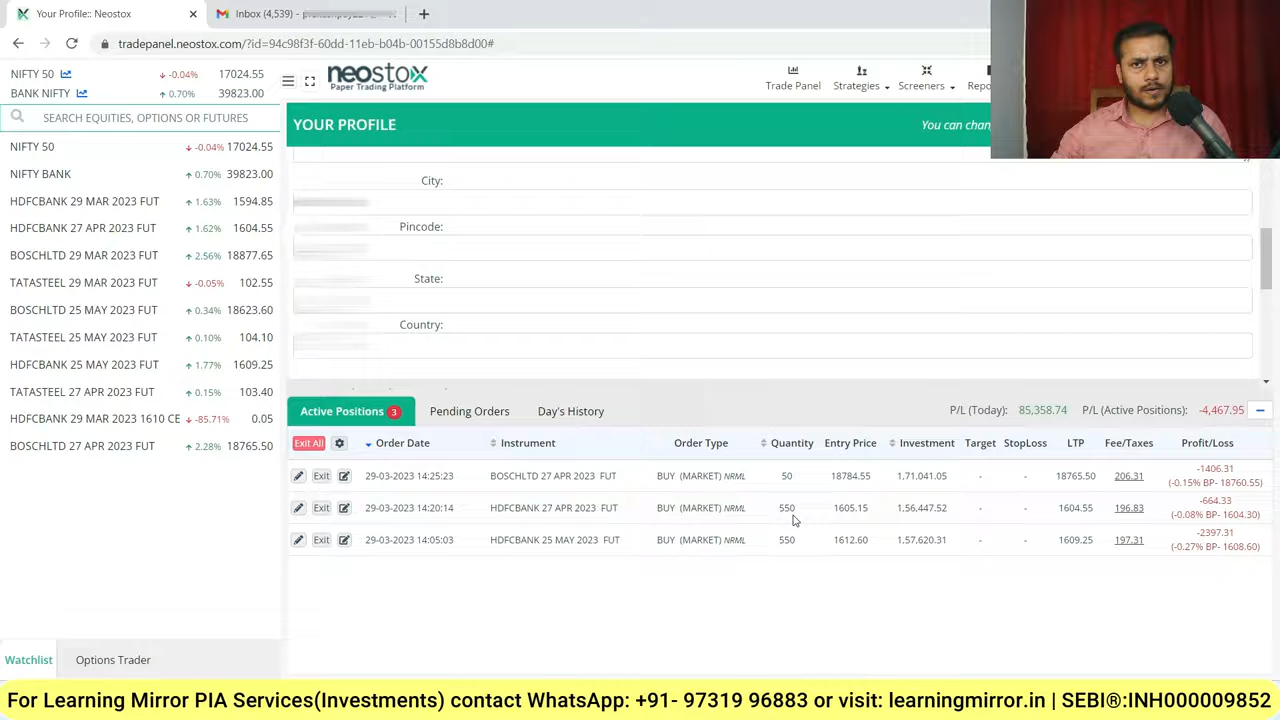 Your Profile:: Neostox
Inbox (4,539) -
tradepanel.neostox.com/?id=94c98f3f-60dd-11eb-b04b-00155d8b8d00#
NIFTY 50 -0.04% 17024.55
BANK NIFTY 0.70% 39823.00
neostox
Paper Trading Platform
Trade Panel
Strategies
Screeners
SEARCH EQUITIES, OPTIONS OR FUTURES
YOUR PROFILE
NIFTY 50 -0.04% 17024.55
NIFTY BANK 0.70% 39823.00
HDFCBANK 29 MAR 2023 FUT 1.63% 1594.85
HDFCBANK 27 APR 2023 FUT 1.62% 1604.55
BOSCHLTD 29 MAR 2023 FUT 2.56% 18877.65
TATASTEEL 29 MAR 2023 FUT -0.05% 102.55
BOSCHLTD 25 MAY 2023 FUT 0.34% 18623.60
TATASTEEL 25 MAY 2023 FUT 0.10% 104.10
HDFCBANK 25 MAY 2023 FUT 1.77% 1609.25
TATASTEEL 27 APR 2023 FUT 0.15% 103.40
HDFCBANK 29 MAR 2023 1610 CE -85.71% 0.05
BOSCHLTD 27 APR 2023 FUT 2.28% 18765.50
City:
Pincode:
State:
Country:
Active Positions 3 Pending Orders Day's History P/L (Today): 85,358.74 P/L (Active Positions): -4,467.95
Exit All Order Date Instrument Order Type Quantity Entry Price Investment Target StopLoss LTP Fee/Taxes Profit/Loss
Exit 29-03-2023 14:25:23 BOSCHLTD 27 APR 2023 FUT BUY (MARKET) NRML 50 18784.55 1,71,041.05 - - 18765.50 206.31 -1406.31
(-0.15% BP- 18760.55)
Exit 29-03-2023 14:20:14 HDFCBANK 27 APR 2023 FUT BUY (MARKET) NRML 550 1605.15 1,56,447.52 - - 1604.55 196.83 -664.33
(-0.08% BP- 1604.30)
Exit 29-03-2023 14:05:03 HDFCBANK 25 MAY 2023 FUT BUY (MARKET) NRML 550 1612.60 1,57,620.31 - - 1609.25 197.31 -2397.31
(-0.27% BP- 1608.60)
Watchlist
Options Trader
For Learning Mirror PIA Services(Investments) contact WhatsApp: +91- 97319 96883 or visit: learningmirror.in | SEBI®:INH000009852